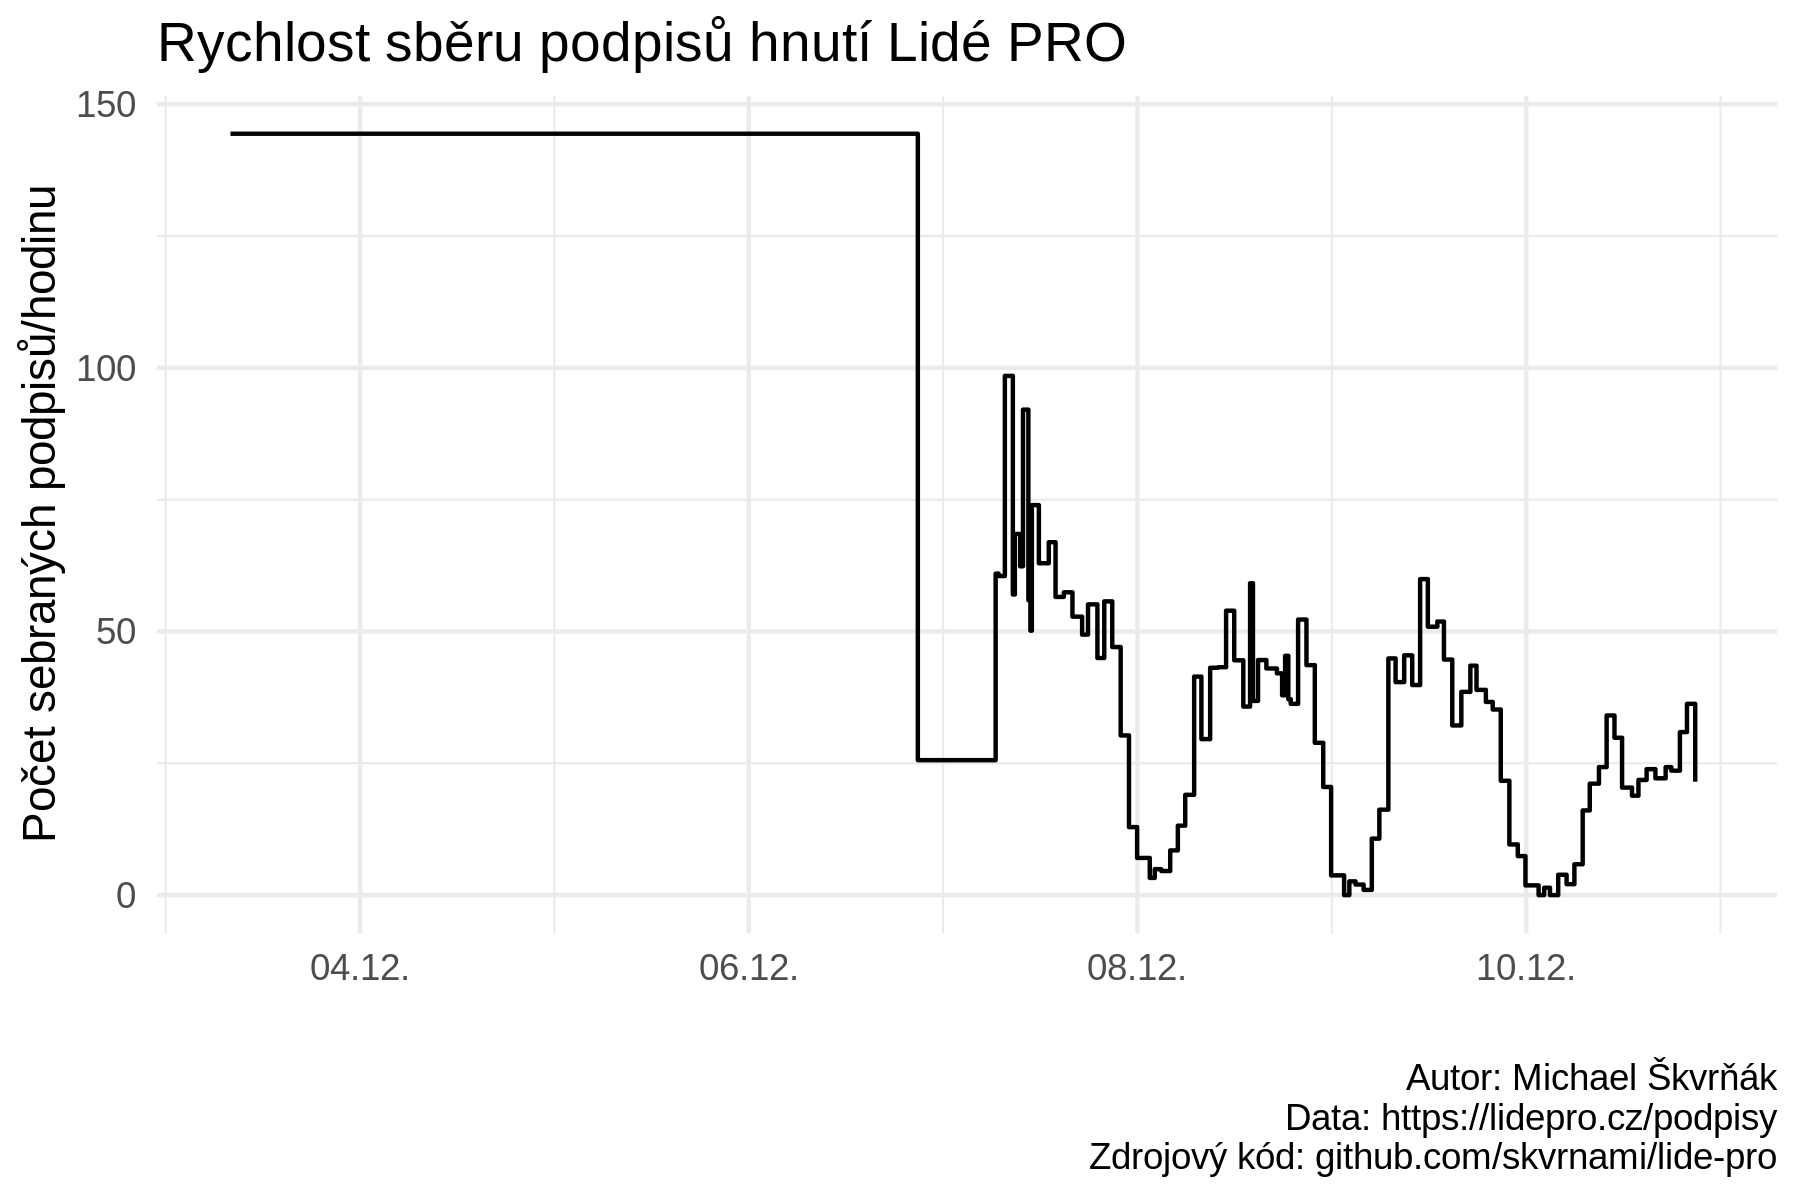 Rychlost sběru podpisů hnutí Lidé PRO
Počet sebraných podpisů/hodinu
150
100
50
0
04.12.
06.12.
08.12.
10.12.
Autor: Michael Škvrňák
Data: https://lidepro.cz/podpisy
Zdrojový kód: github.com/skvrnami/lide-pro